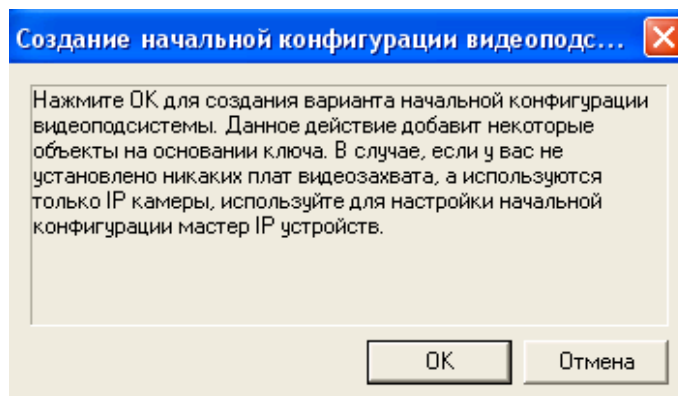 Создание начальной конфигурации видеоподс...
Нажмите ОК для создания варианта начальной конфигурации
видеоподсистемы. Данное действие добавит некоторые
объекты на основании ключа. В случае, если у вас не
установлено никаких плат видеозахвата, а используются
только IP камеры, используйте для настройки начальной
конфигурации мастер IP устройств.
ОК
Отмена